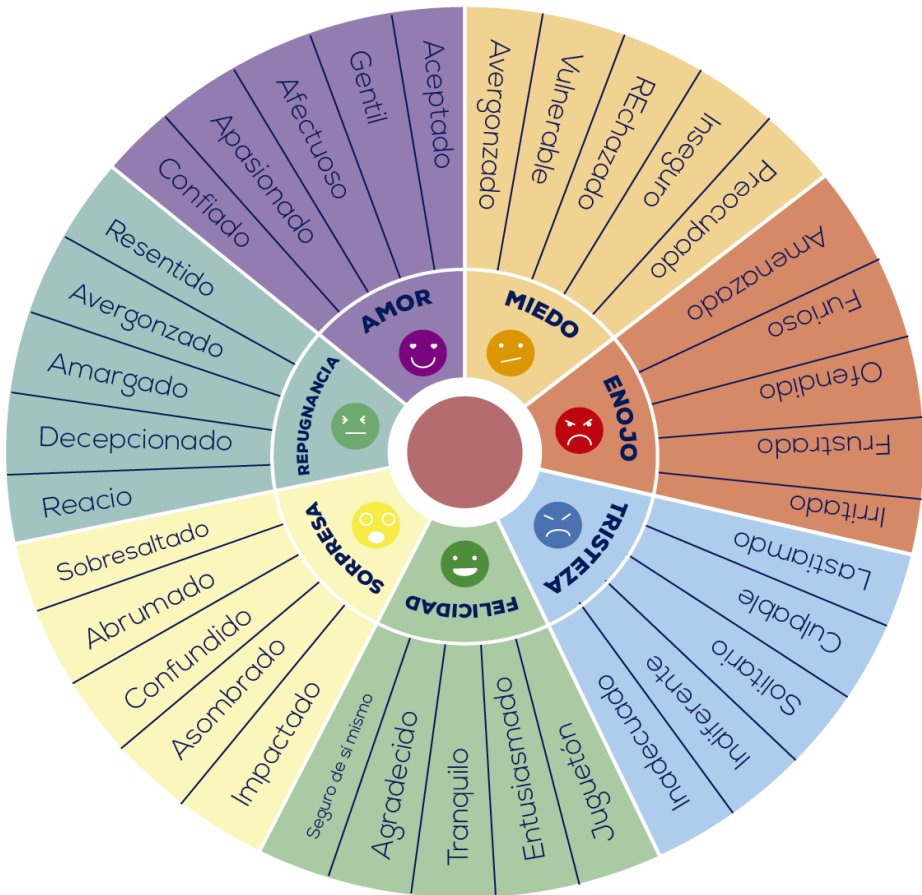 AMOR
Confiado
Apasionado
Afectuoso
Gentil
Aceptado
MIEDO
Avergonzado
Vulnerable
REchazado
Inseguro
Preocupado
ENOJO
Amenazado
Furioso
Ofendido
Frustrado
Irritado
TRISTEZA
Lastiamdo
Culpable
Solitario
Indiferente
Inadecuado
FELICIDAD
Juguetón
Entusiasmado
Tranquilo
Agradecido
Seguro de sí mismo
SORPRESA
Impactado
Asombrado
Confundido
Abrumado
Sobresaltado
REPUGNANCIA
Reacio
Decepcionado
Amargado
Avergonzado
Resentido